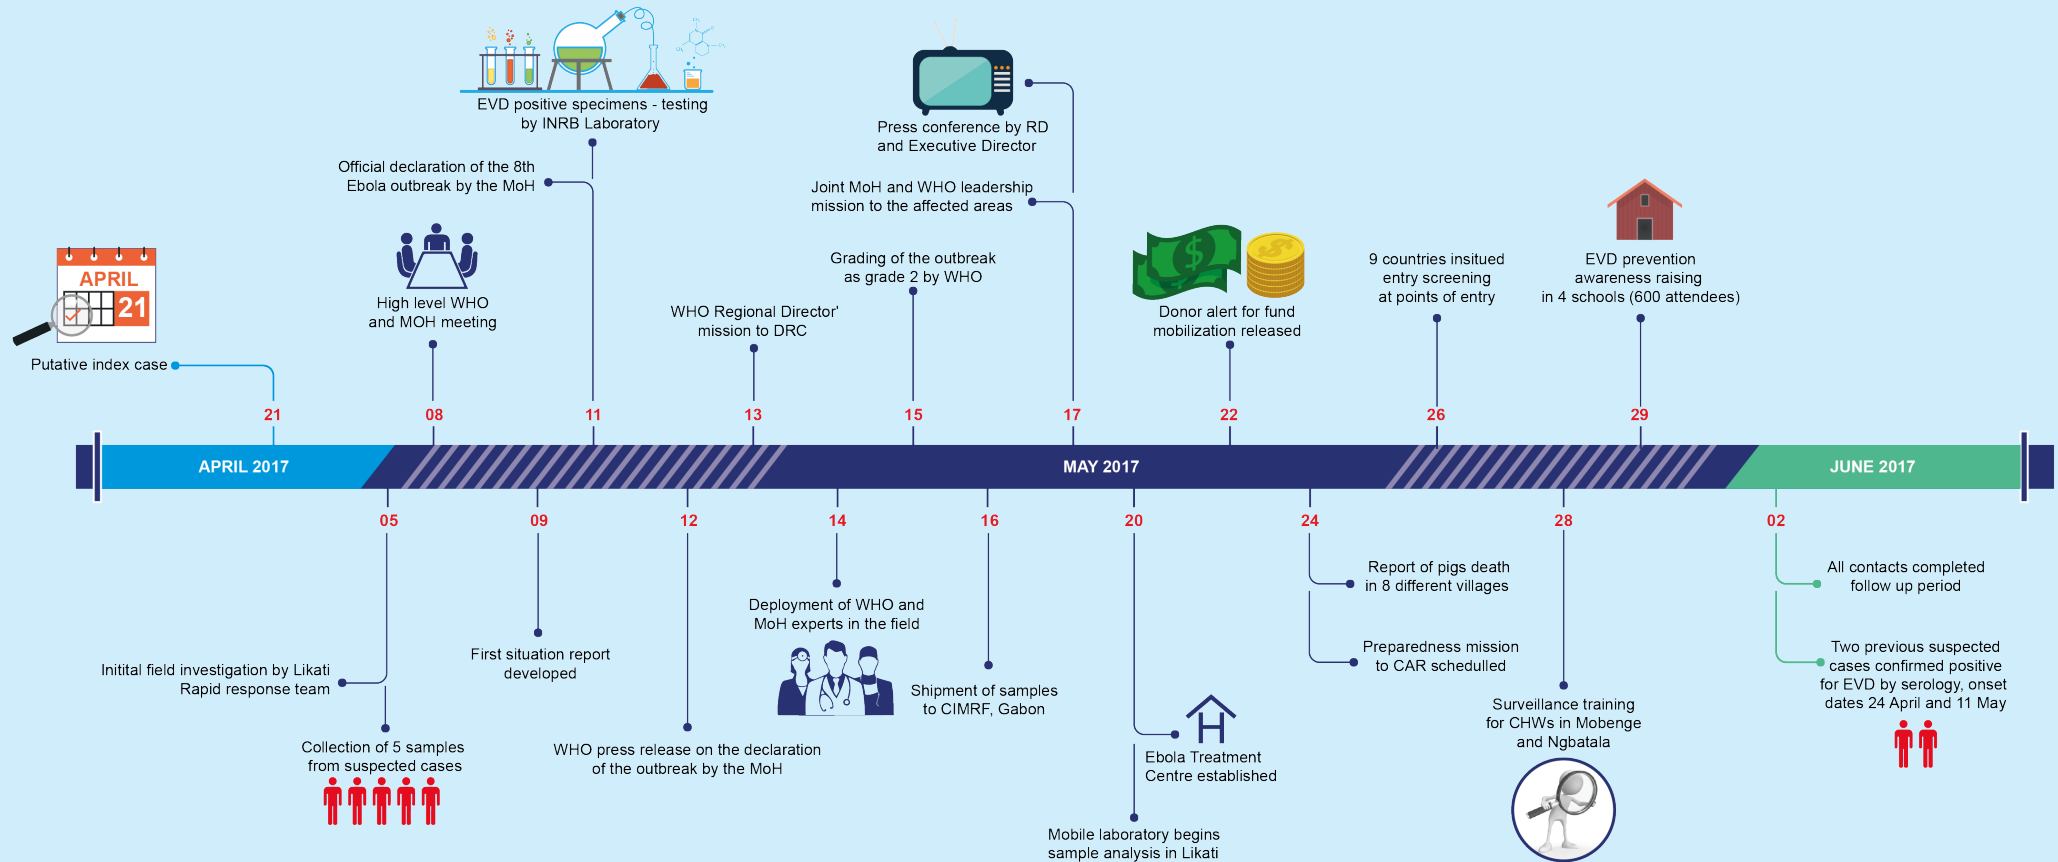 EVD positive specimens - testing
by INRB Laboratory
Official declaration of the 8th
Ebola outbreak by the MoH
Press conference by RD
and Executive Director
Joint MoH and WHO leadership
mission to the affected areas
APRIL
21
High level WHO
and MOH meeting
Grading of the outbreak
as grade 2 by WHO
WHO Regional Director'
mission to DRC
Donor alert for fund
mobilization released
9 countries insitued
entry screening
at points of entry
EVD prevention
awareness raising
in 4 schools (600 attendees)
Putative index case
21
08
11
13
15
17
22
26
29
APRIL 2017
MAY 2017
JUNE 2017
05
09
12
14
16
20
24
28
02
Initital field investigation by Likati
Rapid response team
Collection of 5 samples
from suspected cases
First situation report
developed
WHO press release on the declaration
of the outbreak by the MoH
Deployment of WHO and
MoH experts in the field
Shipment of samples
to CIMRF, Gabon
H
Ebola Treatment
Centre established
Mobile laboratory begins
sample analysis in Likati
Report of pigs death
in 8 different villages
Preparedness mission
to CAR schedulled
Surveillance training
for CHWs in Mobenge
and Ngbatala
All contacts completed
follow up period
Two previous suspected
cases confirmed positive
for EVD by serology, onset
dates 24 April and 11 May